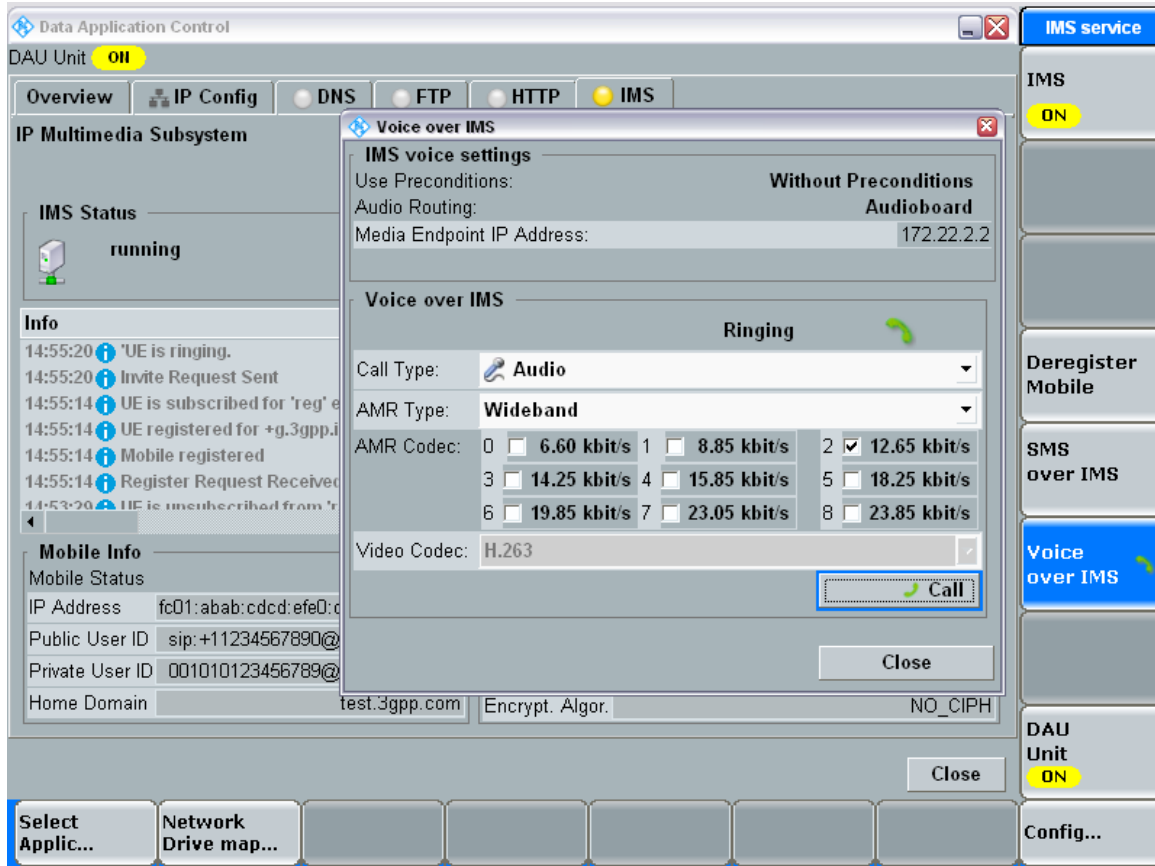 Data Application Control
IMS service
DAU Unit ON
Overview IP Config DNS FTP HTTP IMS
IMS
ON
IP Multimedia Subsystem
IMS Status
running
Info
14:55:20 'UE is ringing.
14:55:20 Invite Request Sent
14:55:14 UE is subscribed for 'reg' e
14:55:14 UE registered for +g.3gpp.i
14:55:14 Mobile registered
14:55:14 Register Request Received
14:53:29 UE is unsubscribed from 'r
Mobile Info
Mobile Status
IP Address fc01:abab:cdcd:efe0:
Public User ID sip:+11234567890@
Private User ID 001010123456789@
Home Domain test.3gpp.com
Encrypt. Algor. NO_CIPH
Voice over IMS
IMS voice settings
Use Preconditions: Without Preconditions
Audio Routing: Audioboard
Media Endpoint IP Address: 172.22.2.2
Voice over IMS
Ringing
Call Type: Audio
AMR Type: Wideband
AMR Codec: 0 6.60 kbit/s 1 8.85 kbit/s 2 12.65 kbit/s
3 14.25 kbit/s 4 15.85 kbit/s 5 18.25 kbit/s
6 19.85 kbit/s 7 23.05 kbit/s 8 23.85 kbit/s
Video Codec: H.263
Call
Close
Close
Deregister
Mobile
SMS
over IMS
Voice
over IMS
DAU
Unit
ON
Config...
Select
Applic...
Network
Drive map...